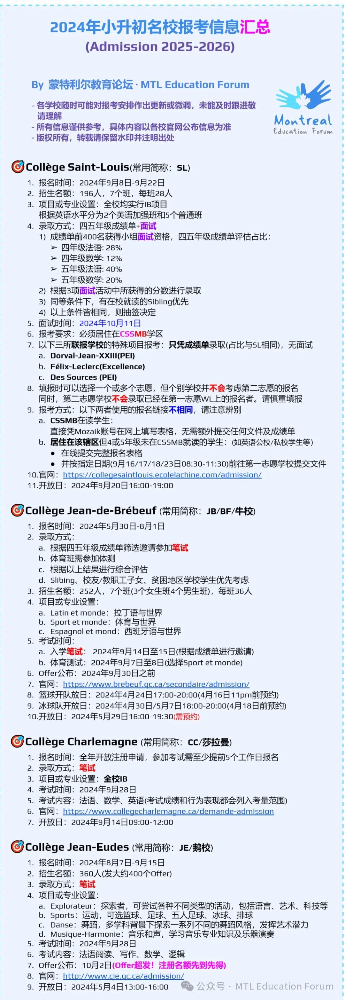 2024年小升初名校报考信息汇总
(Admission 2025-2026)
By 蒙特利尔教育论坛 · MTL Education Forum
- 各学校随时可能对报考安排作出更新或微调，未能及时跟进敬
请理解
- 所有信息谨供参考，具体内容以各校官网公布信息为准
- 版权所有，转载请保留水印并注明出处
Montreal
Education Forum
Collège Saint-Louis(常用简称：SL)
1. 报名时间：2024年9月8日-9月22日
2. 招生名额：196人，7个班，每班28人
3. 项目或专业设置：全校均实行IB项目
根据英语水平分为2个英语加强班和5个普通班
4. 录取方式：四五年级成绩单+面试
1) 成绩单前400名获得小组面试资格，四五年级成绩单评估占比：
➢ 四年级法语: 28%
➢ 四年级数学: 12%
➢ 五年级法语: 40%
➢ 五年级数学: 20%
2) 根据3项面试活动中所获得的分数进行录取
3) 同等条件下，有在校就读的Sibling优先
4) 以上条件皆相同，则抽签决定
5. 面试时间：2024年10月11日
6. 报考要求：必须居住在CSSMB学区
7. 以下三所联报学校的特殊项目报考：只凭成绩单录取(占比与SL相同)，无面试
a. Dorval-Jean-XXIII(PEI)
b. Félix-Leclerc(Excellence)
c. Des Sources (PEI)
8. 填报时可以选择一个或多个志愿，但个别学校并不会考虑第二志愿的报名
同时，第二志愿学校不会录取已经在第一志愿WL上的报名者。请慎重填报
9. 报考方式：以下两者使用的报名链接不相同，请注意辨别
a. CSSMB在读学生：
直接凭Mozaik账号在网上填写表格，无需额外提交任何文件及成绩单
b. 居住在该辖区但4或5年级未在CSSMB就读的学生：(如英语公校/私校学生等)
● 在线提交完整报名表格
● 并按指定日期(9月16/17/18/23日08:30-11:30)前往第一志愿学校提交文件
10.官网：https://collegesaintlouis.ecolelachine.com/admission/
11.开放日：2024年9月20日16:00-19:00
Collège Jean-de-Brébeuf (常用简称：JB/BF/牛校)
1. 报名时间：2024年5月30日-8月1日
2. 录取方式：
a. 根据四五年级成绩单筛选邀请参加笔试
b. 体育班需参加体测
c. 根据以上结果进行综合评估
d. Slibing、校友/教职工子女、贫困地区学校学生优先考虑
3. 招生名额：252人，7个班(3个女生班4个男生班)，每班36人
4. 项目或专业设置：
a. Latin et monde：拉丁语与世界
b. Sport et monde：体育与世界
c. Espagnol et mond：西班牙语与世界
5. 考试时间：
a. 入学笔试： 2024年9月14日至15日(根据成绩单进行邀请)
b. 体育测试：2024年9月7日至8日(选择Sport et monde)
6. Offer公布：2024年9月30日之前
7. 官网：https://www.brebeuf.qc.ca/secondaire/admission/
8. 篮球开队放日：2024年4月24日17:00-20:00(4月16日11pm前预约)
9. 冰球队开放日：2024年4月30日/5月7日18:00-20:00(4月18日前预约)
10.开放日：2024年5月29日16:00-19:30(需预约)
Collège Charlemagne (常用简称：CC/莎拉曼)
1. 报名时间：全年开放注册申请，参加考试需至少提前5个工作日报名
2. 录取方式：笔试
3. 项目或专业设置：全校IB
4. 考试时间：2024年9月28日
5. 考试内容：法语、数学、英语(考试成绩和行为表现都会列入考量范围)
6. 官网：https://www.collegecharlemagne.ca/demande-admission
7. 开放日：2024年9月14日09:00-12:00
Collège Jean-Eudes (常用简称：JE/鹅校)
1. 报名时间：2024年8月7日-9月15日
2. 招生名额：360人(发大约400个Offer)
3. 录取方式：笔试
4. 项目或专业设置：
a. Explorateur：探索者，可尝试各种不同类型的活动，包括语言、艺术、科技等
b. Sports：运动，可选篮球、足球、五人足球、冰球、排球
c. Danse：舞蹈，多学科背景下探索一系列不同的舞蹈风格，发挥艺术潜力
d. Musique-Harmonie：音乐和声，学习音乐专业知识及乐器演奏
5. 考试时间：2024年9月28日
6. 考试内容：法语阅读、写作、数学、逻辑
7. Offer公布：10月2日(Offer超发！注册名额先到先得)
8. 官网：http://www.cje.qc.ca/admission/
9. 开放日：2024年5月4日13:00-16:00
公众号 · MTL Education Forum